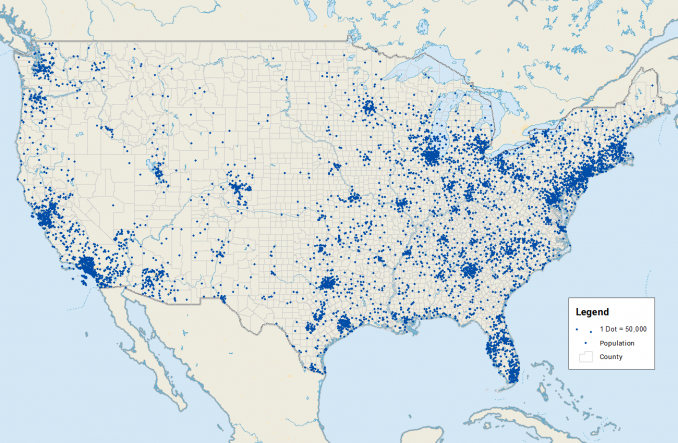 Legend
1 Dot = 50,000
Population
County